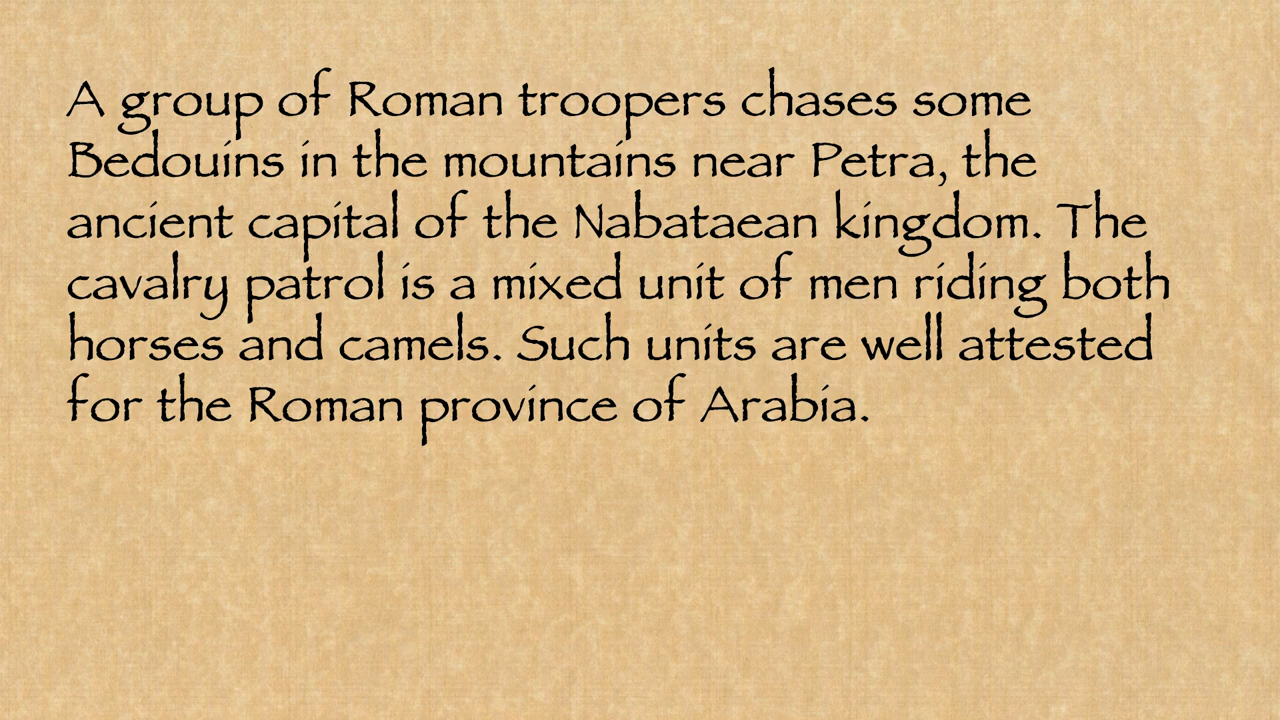 A group of Roman troopers chases some
Bedouins in the mountains near Petra, the
ancient capital of the Nabataean kingdom. The
cavalry patrol is a mixed unit of men riding both
horses and camels. Such units are well attested
for the Roman province of Arabia.